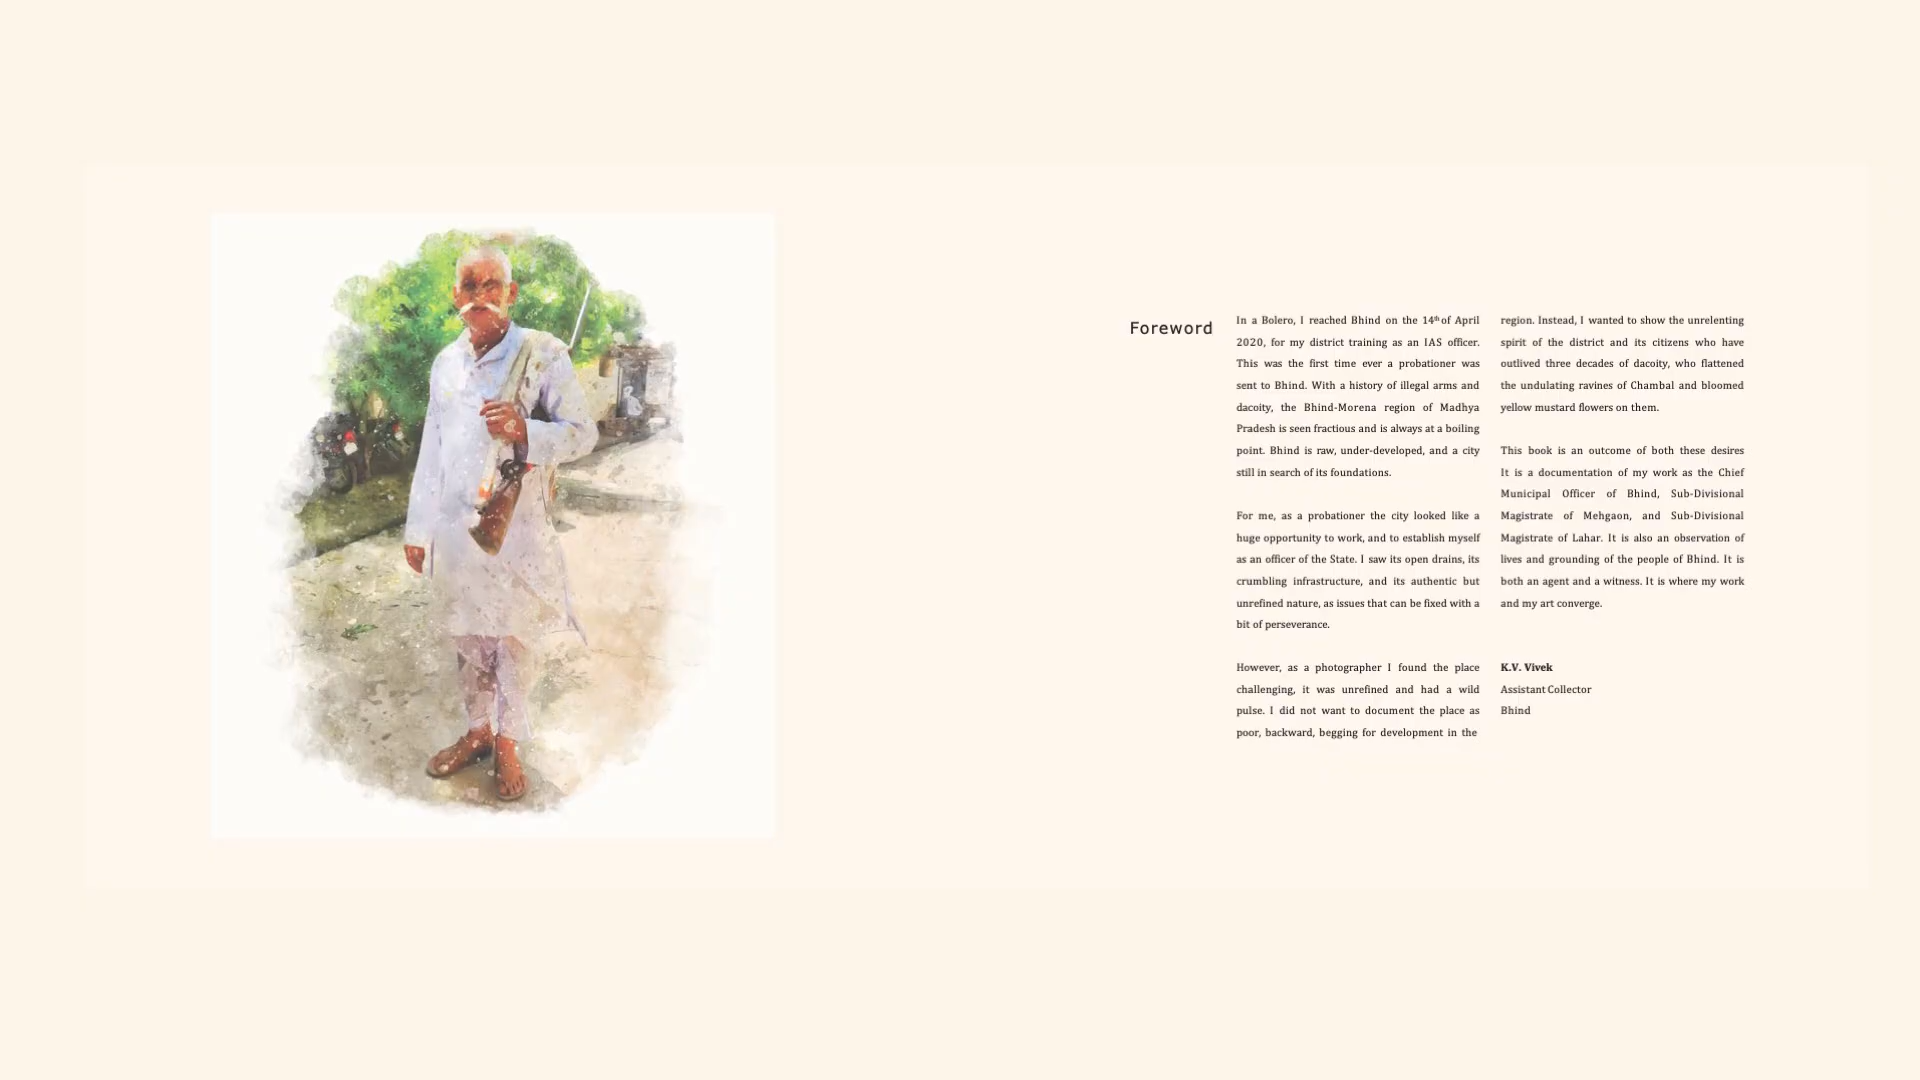 Foreword
In a Bolero, I reached Bhind on the 14th of April
2020, for my district training as an IAS officer.
This was the first time ever a probationer was
sent to Bhind. With a history of illegal arms and
dacoity, the Bhind-Morena region of Madhya
Pradesh is seen fractious and is always at a boiling
point. Bhind is raw, under-developed, and a city
still in search of its foundations.
For me, as a probationer the city looked like a
huge opportunity to work, and to establish myself
as an officer of the State. I saw its open drains, its
crumbling infrastructure, and its authentic but
unrefined nature, as issues that can be fixed with a
bit of perseverance.
However, as a photographer I found the place
challenging, it was unrefined and had a wild
pulse. I did not want to document the place as
poor, backward, begging for development in the
region. Instead, I wanted to show the unrelenting
spirit of the district and its citizens who have
outlived three decades of dacoity, who flattened
the undulating ravines of Chambal and bloomed
yellow mustard flowers on them.
This book is an outcome of both these desires
It is a documentation of my work as the Chief
Municipal Officer of Bhind, Sub-Divisional
Magistrate of Mehgaon, and Sub-Divisional
Magistrate of Lahar. It is also an observation of
lives and grounding of the people of Bhind. It is
both an agent and a witness. It is where my work
and my art converge.
K.V. Vivek
Assistant Collector
Bhind